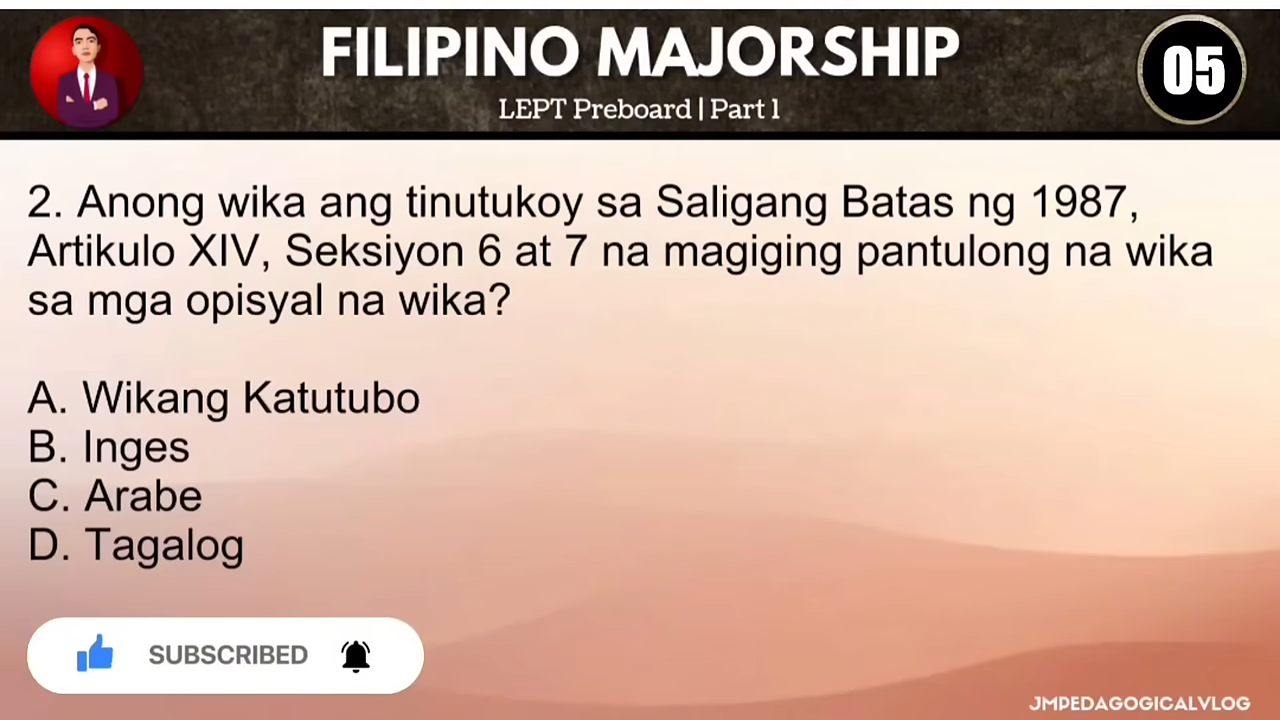 FILIPINO MAJORSHIP
LEPT Preboard | Part 1
05
2. Anong wika ang tinutukoy sa Saligang Batas ng 1987,
Artikulo XIV, Seksiyon 6 at 7 na magiging pantulong na wika
sa mga opisyal na wika?
A. Wikang Katutubo
B. Inges
C. Arabe
D. Tagalog
SUBSCRIBED
JMPEDAGOGICALVLOG